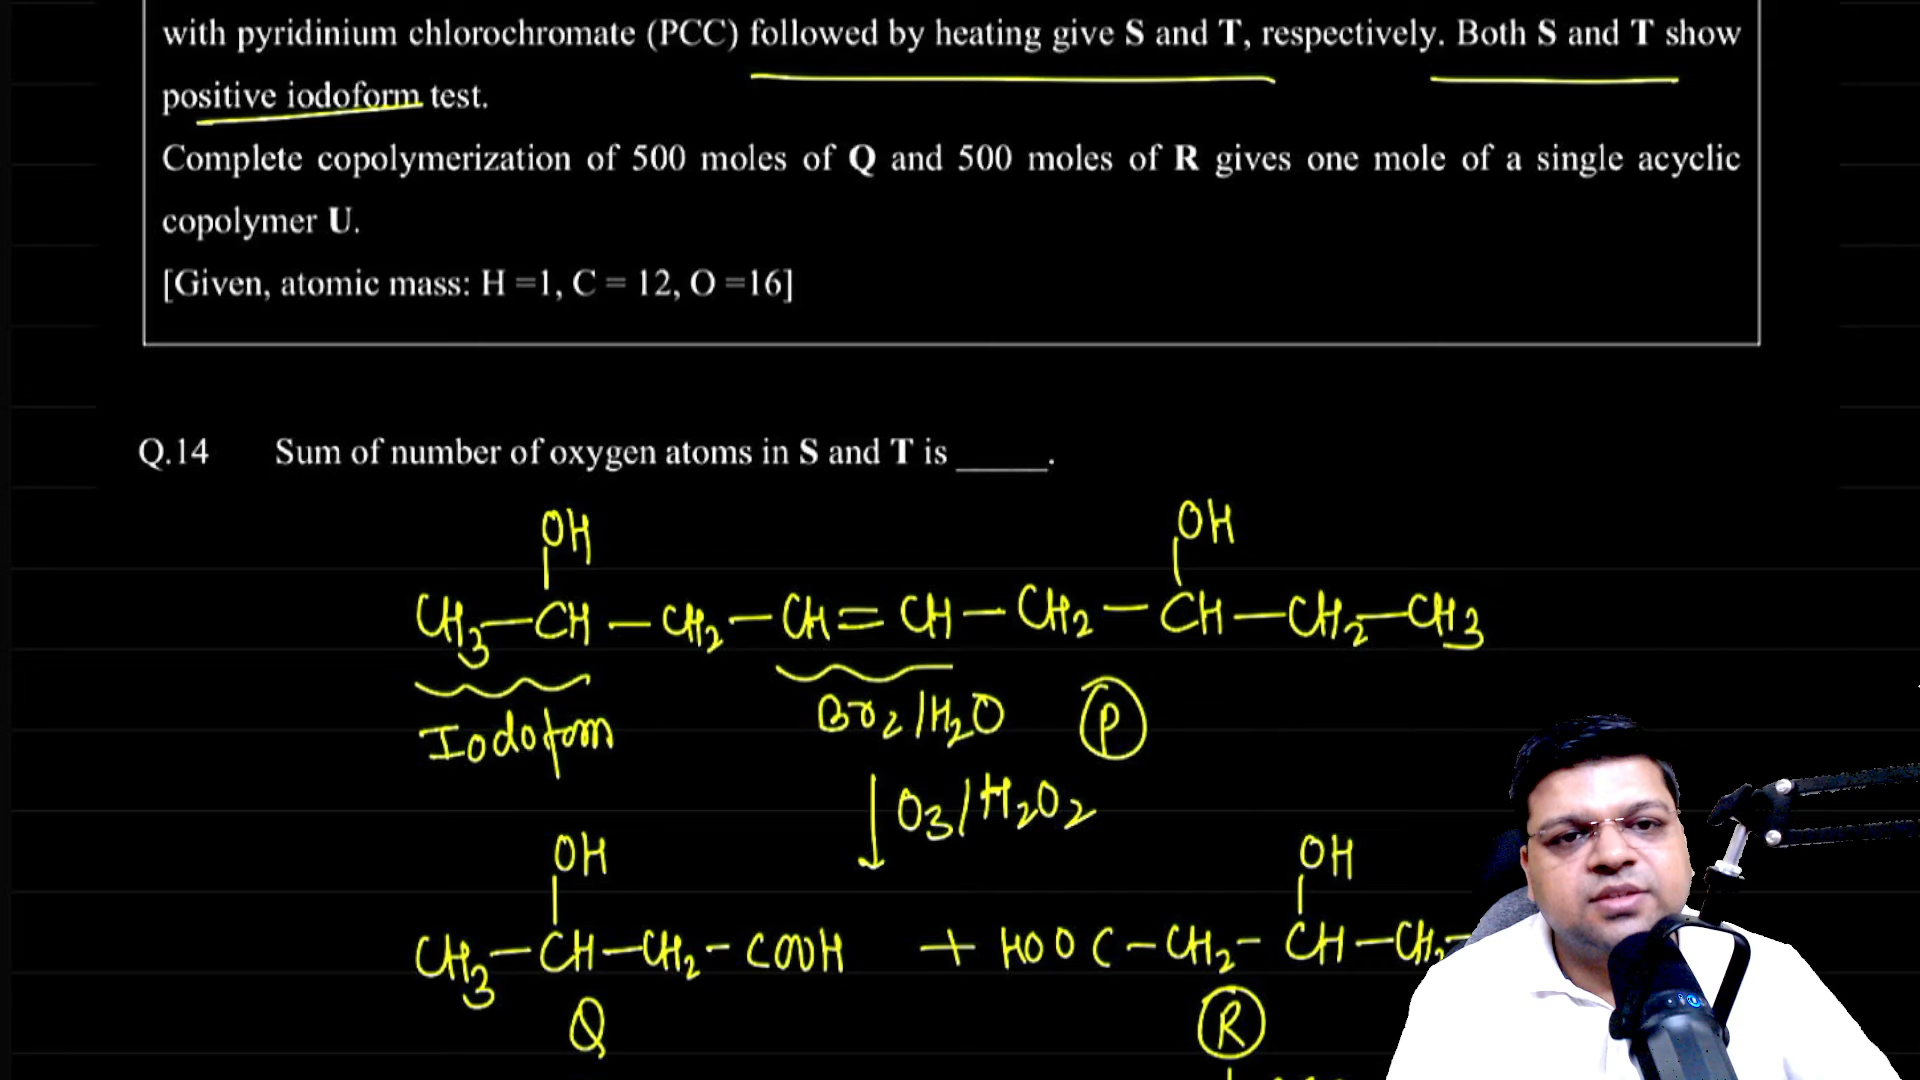 with pyridinium chlorochromate (PCC) followed by heating give S and T, respectively. Both S and T show
positive iodoform test.
Complete copolymerization of 500 moles of Q and 500 moles of R gives one mole of a single acyclic
copolymer U.
[Given, atomic mass: H =1, C = 12, O =16]
Q.14 Sum of number of oxygen atoms in S and T is _____.
OH OH
CH3—CH—CH2—CH=CH—CH2—CH—CH2—CH3
Iodoform Br2/H2O P
O3/H2O2
OH OH
CH3—CH—CH2–COOH + HOOC–CH2–CH—CH2–
Q R